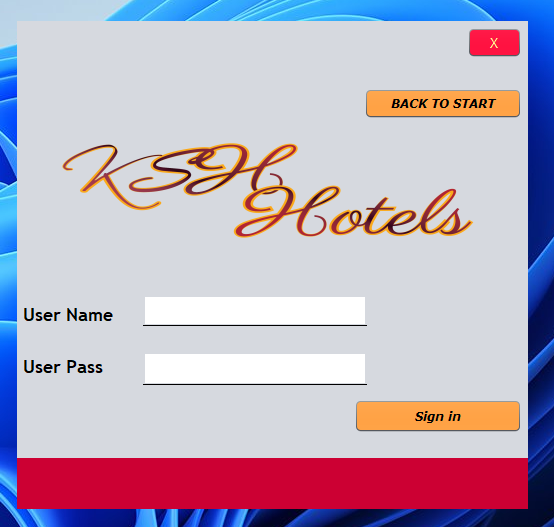 X
BACK TO START
KSH
Hotels
User Name
User Pass
Sign in